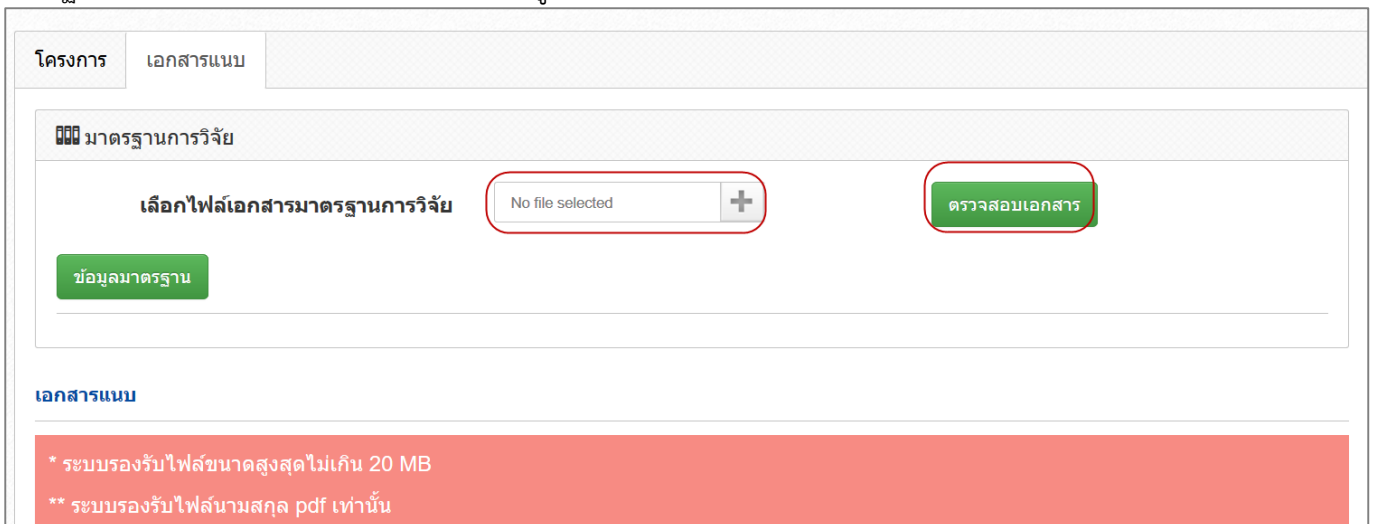 โครงการ เอกสารแนบ
มาตรฐานการวิจัย
เลือกไฟล์เอกสารมาตรฐานการวิจัย No file selected ตรวจสอบเอกสาร
ข้อมูลมาตรฐาน
เอกสารแนบ
* ระบบรองรับไฟล์ขนาดสูงสุดไม่เกิน 20 MB
** ระบบรองรับไฟล์นามสกุล pdf เท่านั้น